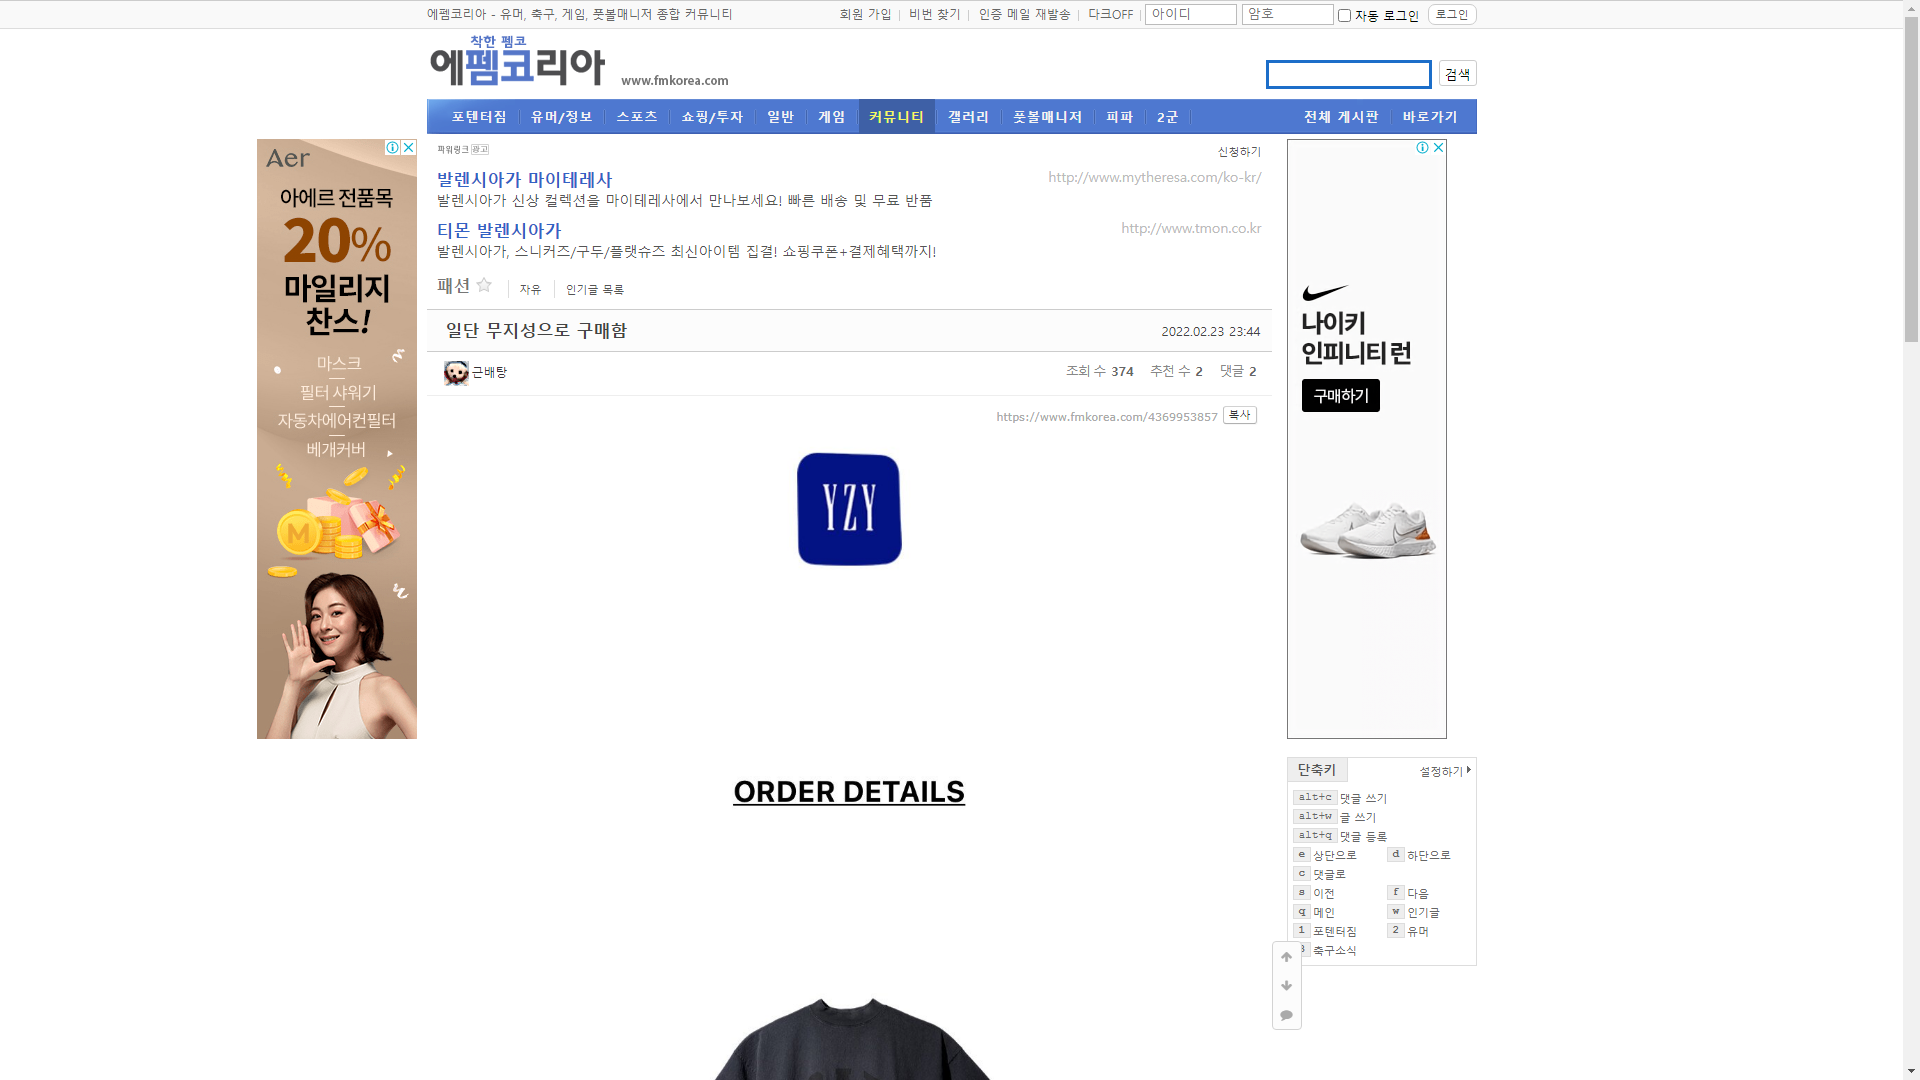 에펨코리아 - 유머, 축구, 게임, 풋볼매니저 종합 커뮤니티
회원 가입 | 비번 찾기 | 인증 메일 재발송 | 다크OFF | 아이디 암호 자동 로그인 로그인
착한 펨코
에펨코리아 www.fmkorea.com
검색
포텐터짐 유머/정보 스포츠 쇼핑/투자 일반 게임 커뮤니티 갤러리 풋볼매니저 피파 2군 전체 게시판 바로가기
Aer
아에르 전품목
20%
마일리지
찬스!
마스크
필터 샤워기
자동차에어컨필터
베개커버
M
파워링크 광고 신청하기
발렌시아가 마이테레사 http://www.mytheresa.com/ko-kr/
발렌시아가 신상 컬렉션을 마이테레사에서 만나보세요! 빠른 배송 및 무료 반품
티몬 발렌시아가 http://www.tmon.co.kr
발렌시아가, 스니커즈/구두/플랫슈즈 최신아이템 집결! 쇼핑쿠폰+결제혜택까지!
패션 자유 인기글 목록
일단 무지성으로 구매함 2022.02.23 23:44
근배탕 조회 수 374 추천 수 2 댓글 2
https://www.fmkorea.com/4369953857 복사
YZY
ORDER DETAILS
나이키
인피니티 런
구매하기
단축키 설정하기
alt+c 댓글 쓰기
alt+w 글 쓰기
alt+q 댓글 등록
e 상단으로 d 하단으로
c 댓글로
s 이전 f 다음
q 메인 w 인기글
1 포텐터짐 2 유머
3 축구소식